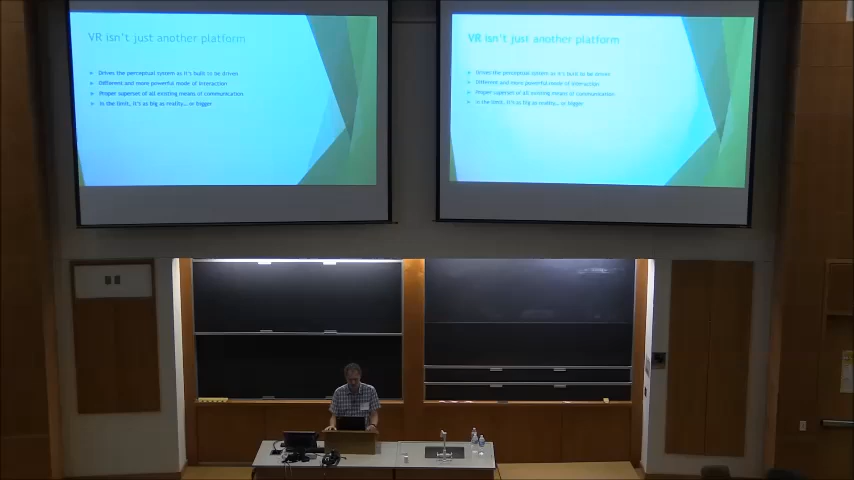 VR isn't just another platform
Drives the perceptual system as it's built to be driven
Different and more powerful mode of interaction
Proper superset of all existing means of communication
In the limit, it's as big as reality... or bigger
VR isn't just another platform
Drives the perceptual system as it's built to be driven
Different and more powerful mode of interaction
Proper superset of all existing means of communication
In the limit, it's as big as reality... or bigger